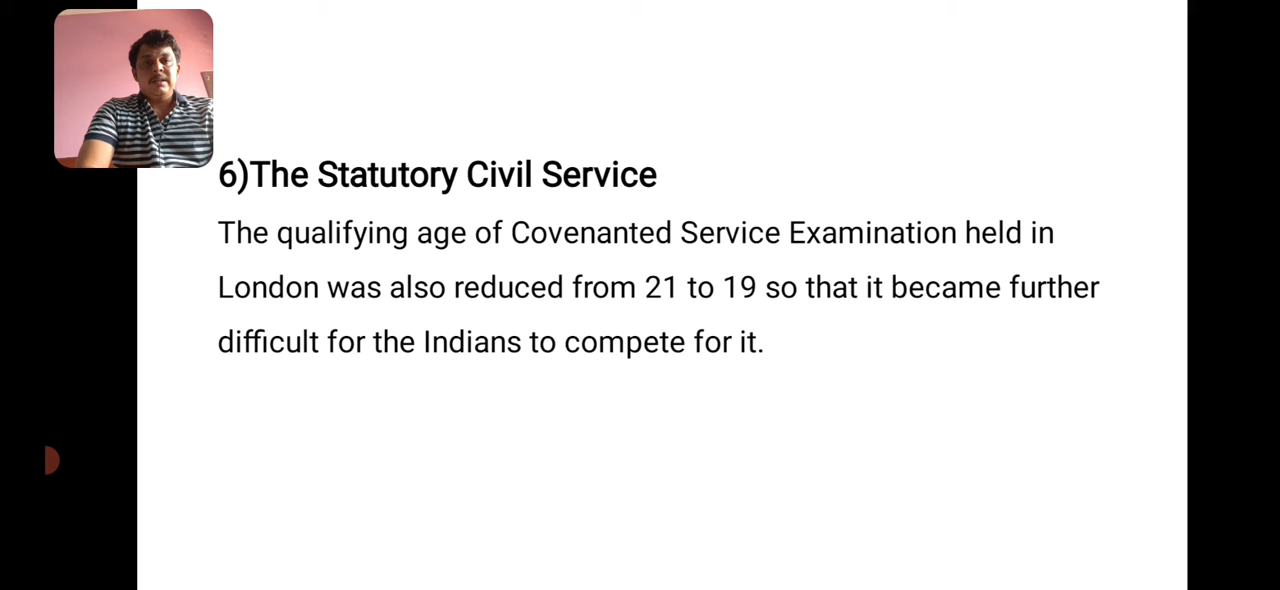 6)The Statutory Civil Service
The qualifying age of Covenanted Service Examination held in
London was also reduced from 21 to 19 so that it became further
difficult for the Indians to compete for it.